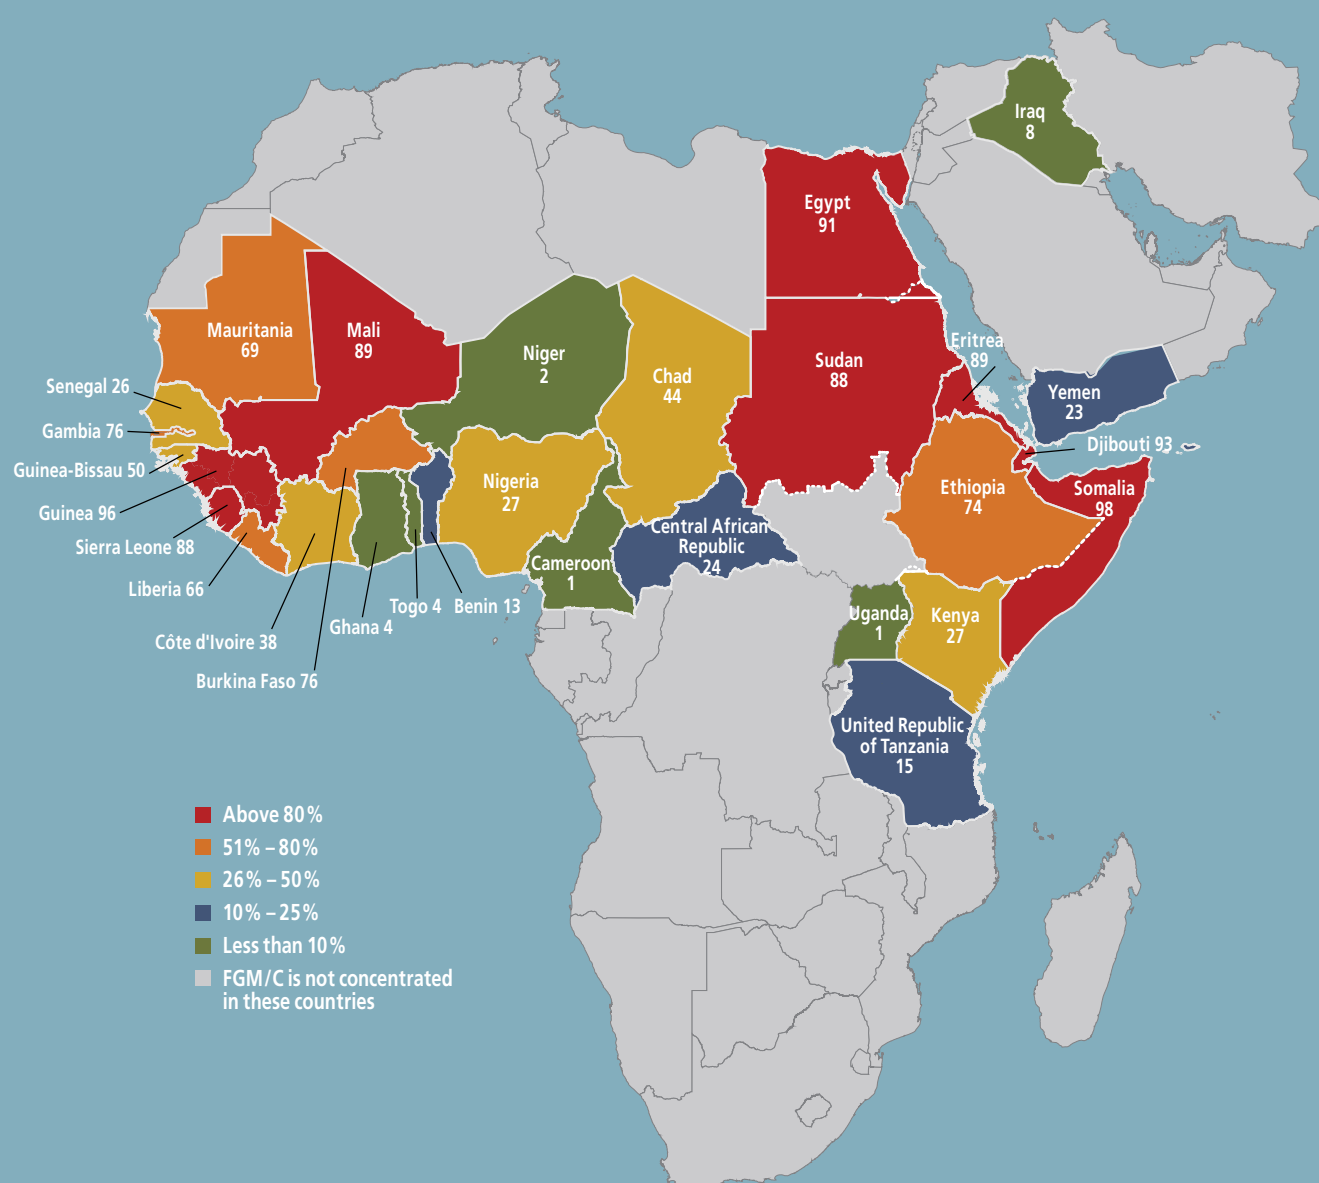 Iraq
8
Egypt
91
Mauritania
69
Mali
89
Niger
2
Chad
44
Sudan
88
Eritrea
89
Yemen
23
Senegal 26
Gambia 76
Guinea-Bissau 50
Guinea 96
Sierra Leone 88
Liberia 66
Côte d'Ivoire 38
Burkina Faso 76
Ghana 4
Togo 4
Benin 13
Nigeria
27
Cameroon
1
Central African
Republic
24
Ethiopia
74
Djibouti 93
Somalia
98
Uganda
1
Kenya
27
United Republic
of Tanzania
15
Above 80%
51% – 80%
26% – 50%
10% – 25%
Less than 10%
FGM/C is not concentrated
in these countries